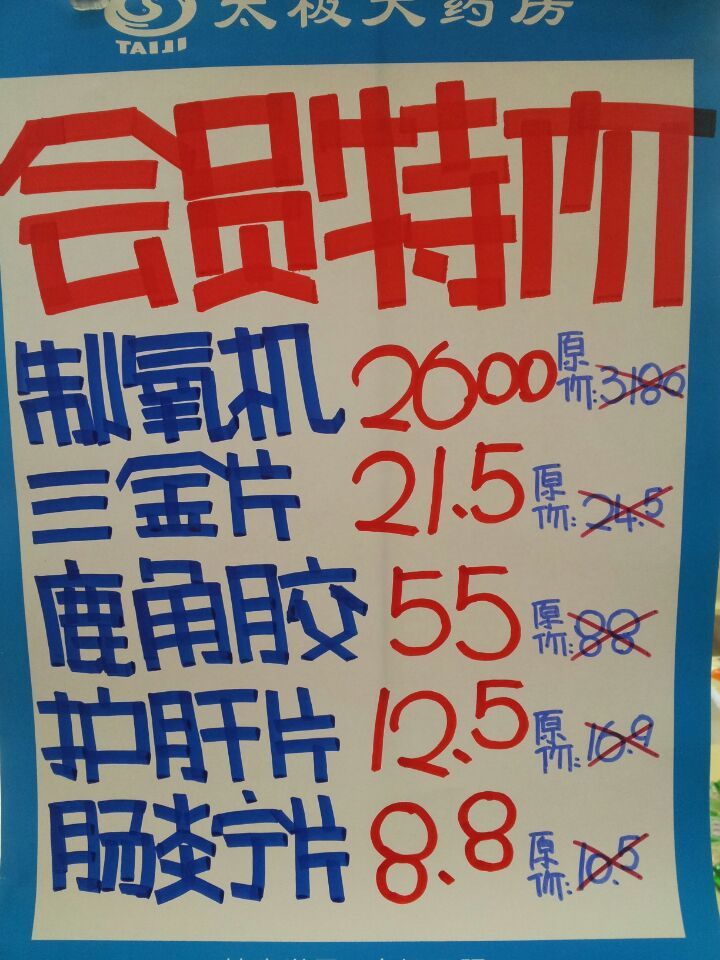 太极大药房
TAIJI
会员特价
制氧机 2600 原价:3180
三金片 21.5 原价:24.5
鹿角胶 55 原价:88
护肝片 12.5 原价:16.9
肠炎宁片 8.8 原价:10.5